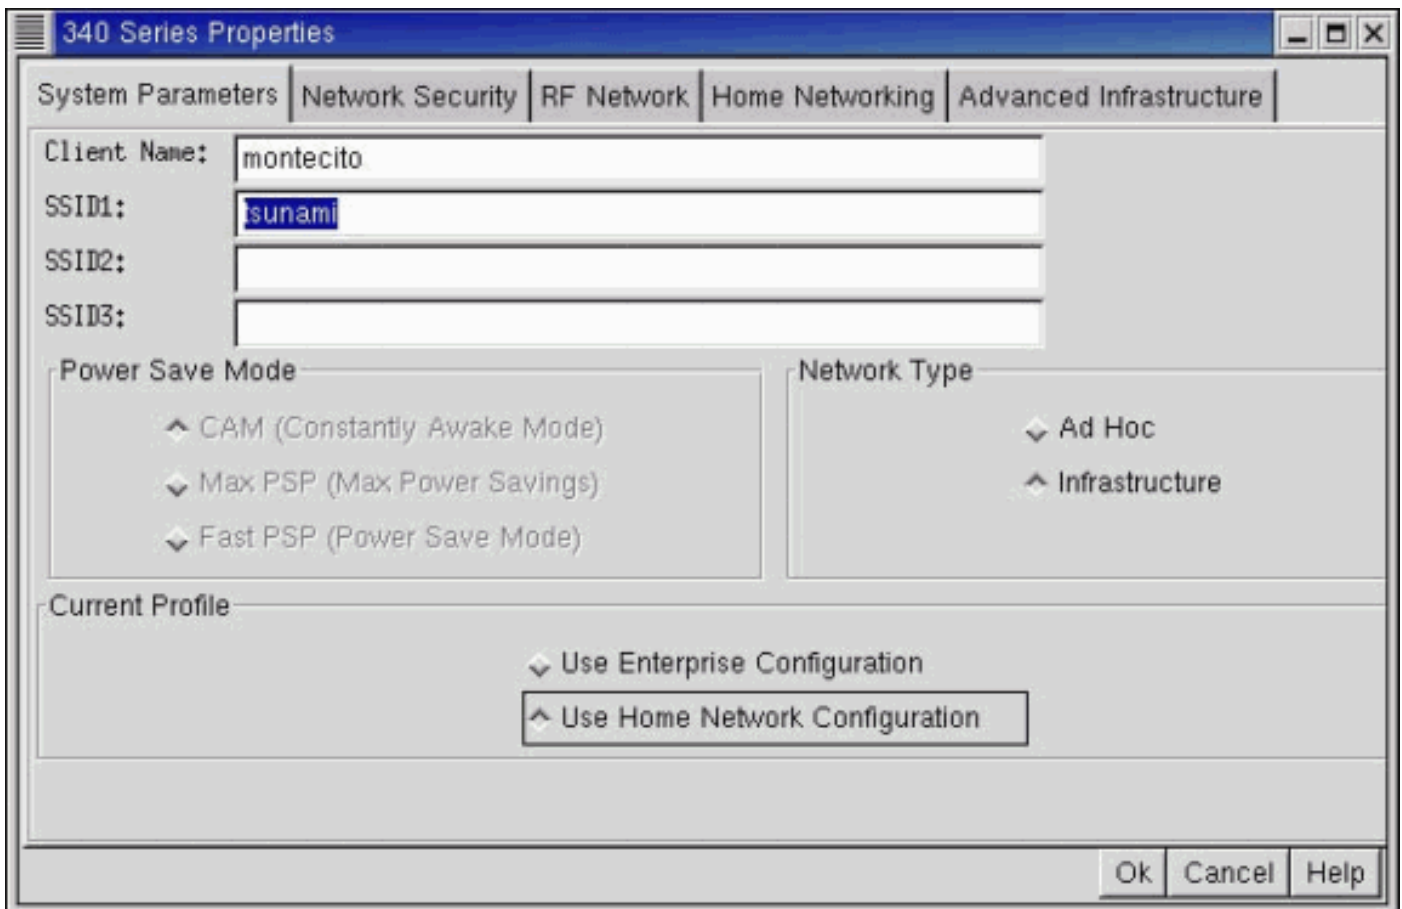 340 Series Properties
System Parameters Network Security RF Network Home Networking Advanced Infrastructure
Client Name: montecito
SSID1: tsunami
SSID2:
SSID3:
Power Save Mode
CAM (Constantly Awake Mode)
Max PSP (Max Power Savings)
Fast PSP (Power Save Mode)
Network Type
Ad Hoc
Infrastructure
Current Profile
Use Enterprise Configuration
Use Home Network Configuration
Ok Cancel Help